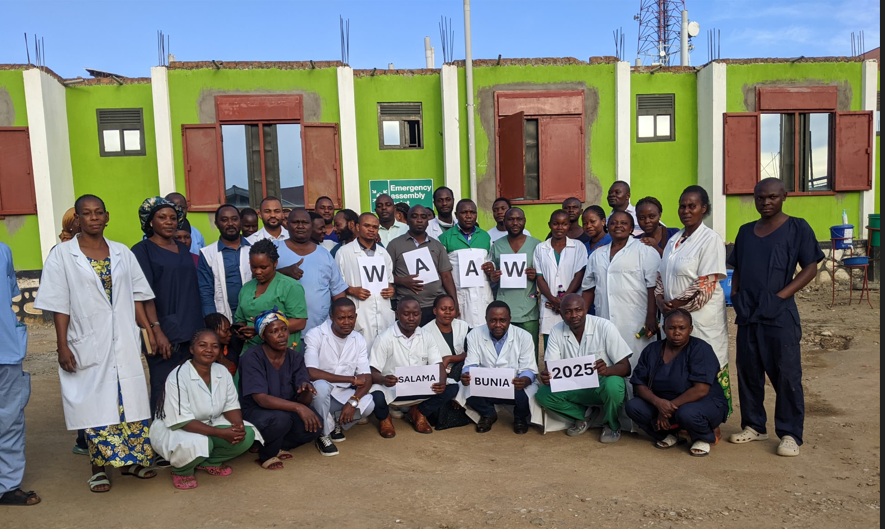 Emergency
assembly
W A A W
SALAMA BUNIA 2025